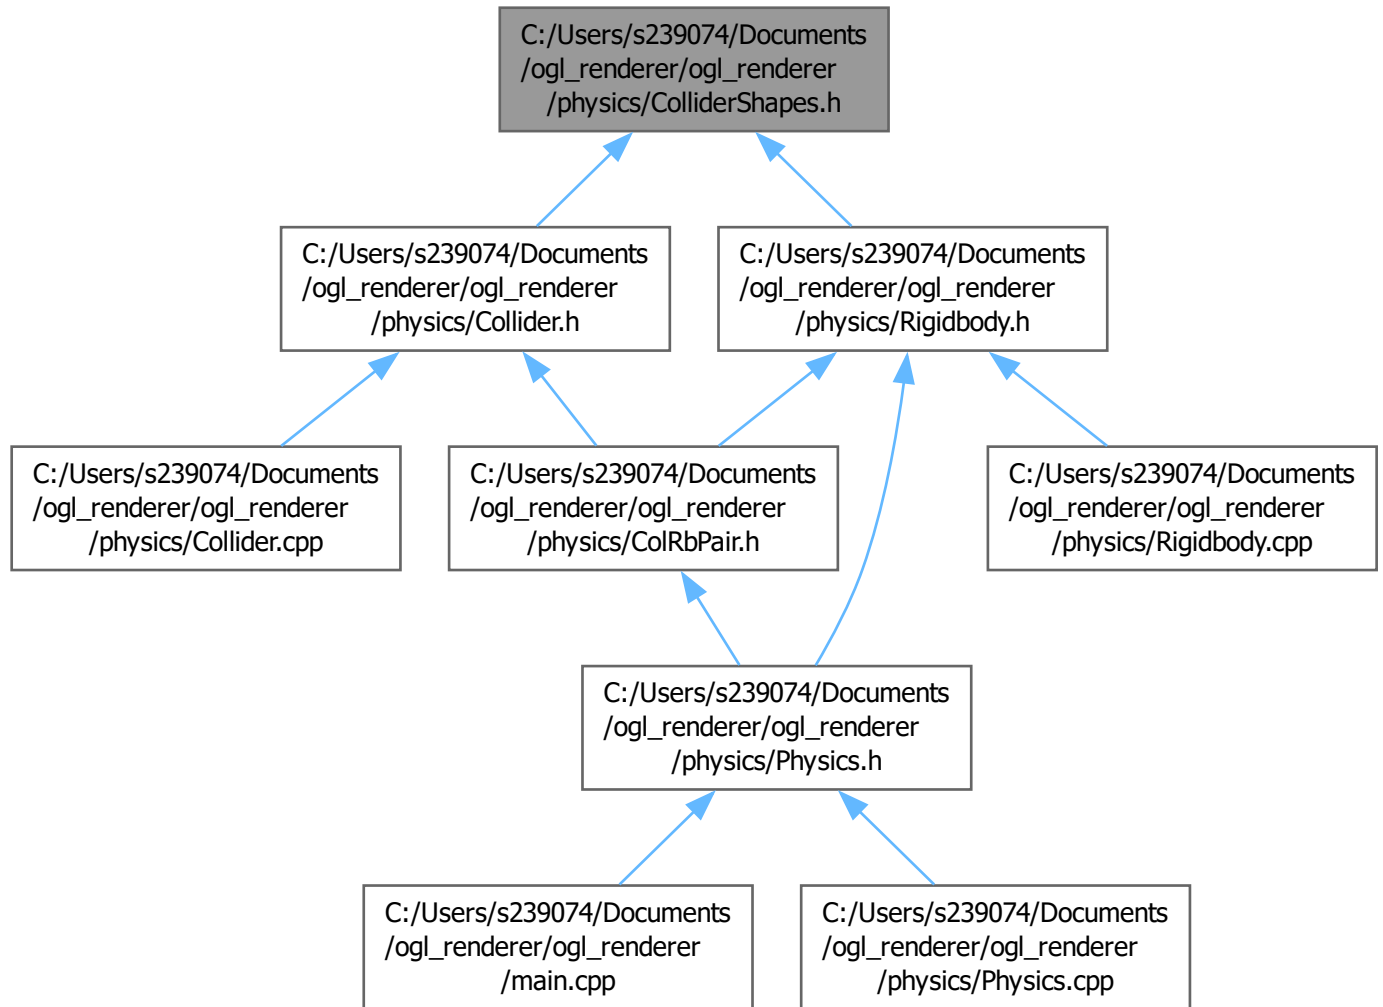 C:/Users/s239074/Documents
/ogl_renderer/ogl_renderer
/physics/ColliderShapes.h
C:/Users/s239074/Documents
/ogl_renderer/ogl_renderer
/physics/Collider.h
C:/Users/s239074/Documents
/ogl_renderer/ogl_renderer
/physics/Rigidbody.h
C:/Users/s239074/Documents
/ogl_renderer/ogl_renderer
/physics/Collider.cpp
C:/Users/s239074/Documents
/ogl_renderer/ogl_renderer
/physics/ColRbPair.h
C:/Users/s239074/Documents
/ogl_renderer/ogl_renderer
/physics/Rigidbody.cpp
C:/Users/s239074/Documents
/ogl_renderer/ogl_renderer
/physics/Physics.h
C:/Users/s239074/Documents
/ogl_renderer/ogl_renderer
/main.cpp
C:/Users/s239074/Documents
/ogl_renderer/ogl_renderer
/physics/Physics.cpp